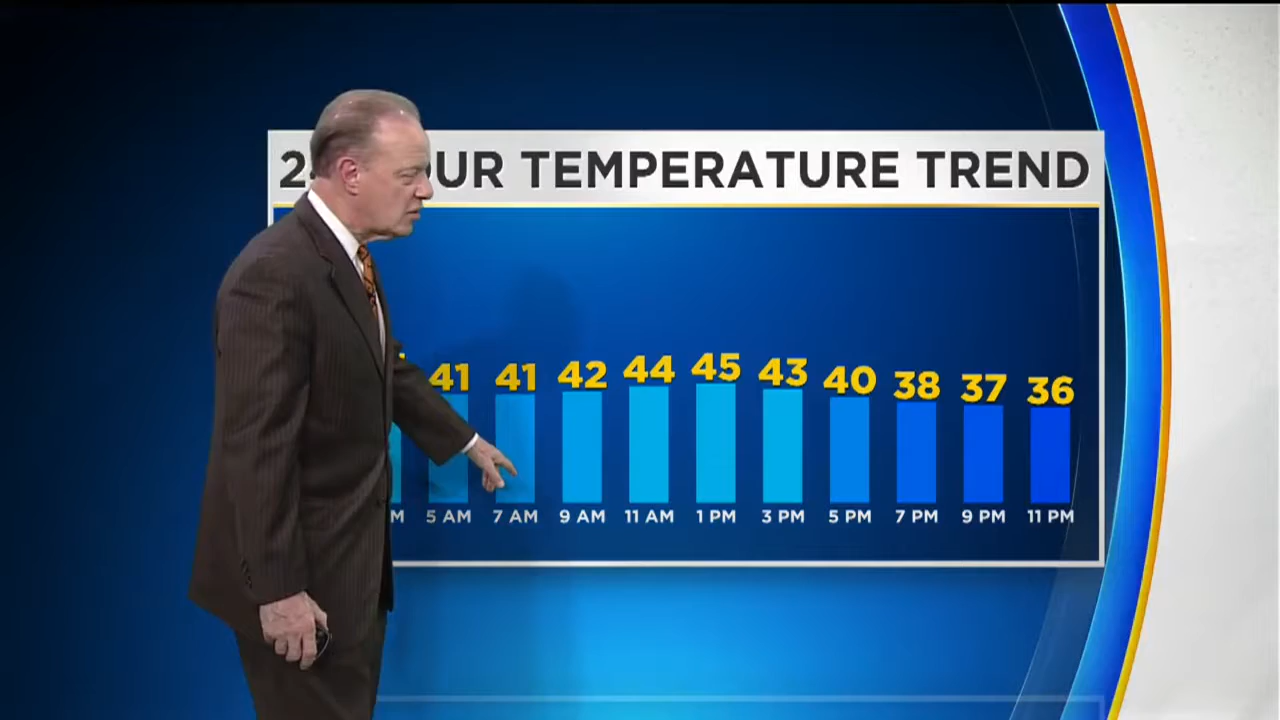 UR TEMPERATURE TREND
41 41 42 44 45 43 40 38 37 36
5 AM 7 AM 9 AM 11 AM 1 PM 3 PM 5 PM 7 PM 9 PM 11 PM